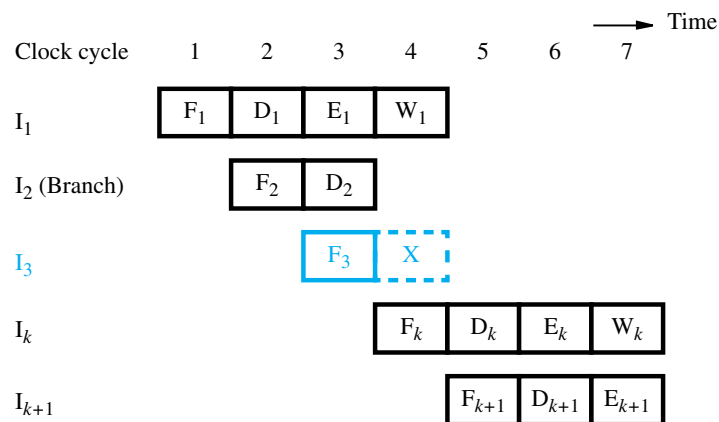 Time
Clock cycle 1 2 3 4 5 6 7
I₁ F₁ D₁ E₁ W₁
I₂ (Branch) F₂ D₂
I₃ F₃ X
Iₖ Fₖ Dₖ Eₖ Wₖ
Iₖ₊₁ Fₖ₊₁ Dₖ₊₁ Eₖ₊₁